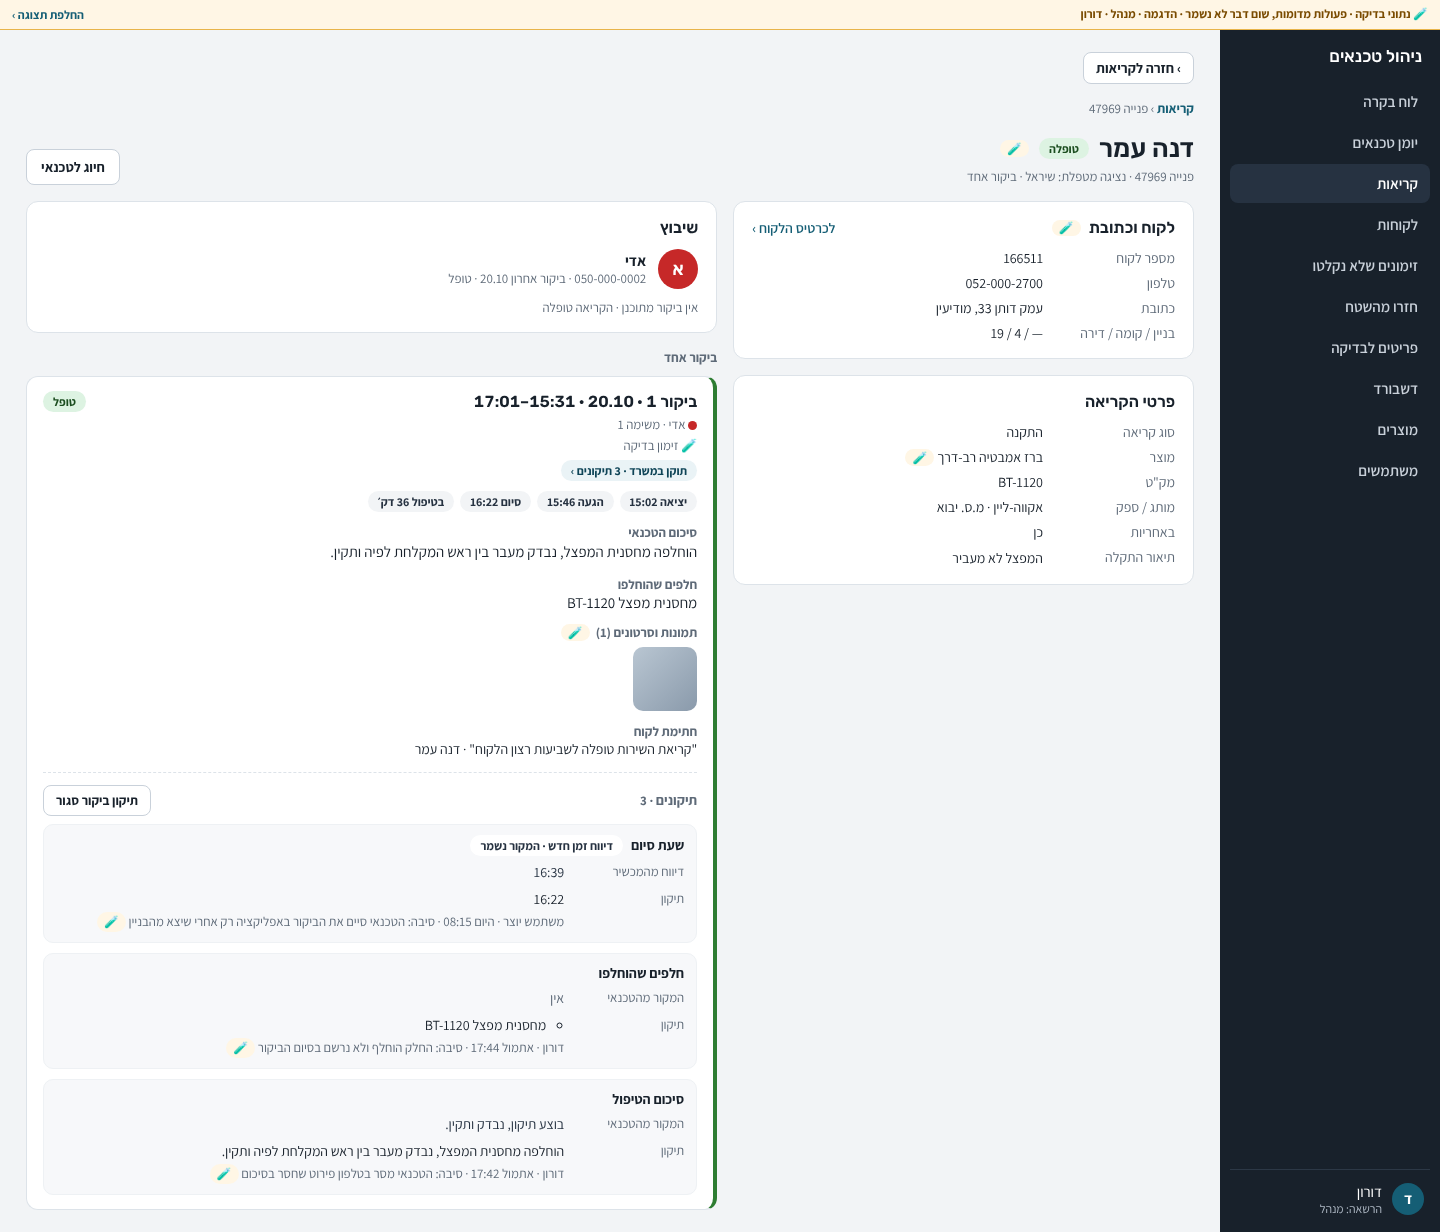 🧪 נתוני בדיקה · פעולות מדומות, שום דבר לא נשמר · הדגמה · מנהל · דורון
החלפת תצוגה ›
ניהול טכנאים
לוח בקרה
יומן טכנאים
קריאות
לקוחות
זימונים שלא נקלטו
חזרו מהשטח
פריטים לבדיקה
דשבורד
מוצרים
משתמשים
ד
דורון
הרשאה: מנהל
› חזרה לקריאות
קריאות › פנייה 47969
דנה עמר טופלה 🧪
פנייה 47969 · נציגה מטפלת: שיראל · ביקור אחד
חיוג לטכנאי
לקוח וכתובת 🧪
לכרטיס הלקוח ›
מספר לקוח 166511
טלפון 052-000-2700
כתובת עמק דותן 33, מודיעין
בניין / קומה / דירה — / 4 / 19
פרטי הקריאה
סוג קריאה התקנה
מוצר ברז אמבטיה רב-דרך 🧪
מק"ט BT-1120
מותג / ספק אקווה-ליין · מ.ס. יבוא
באחריות כן
תיאור התקלה המפצל לא מעביר
שיבוץ
א
אדי
050-000-0002 · ביקור אחרון 20.10 · טופל
אין ביקור מתוכנן · הקריאה טופלה
ביקור אחד
ביקור 1 · 20.10 · 15:31–17:01
טופל
אדי · משימה 1
🧪 זימון בדיקה
תוקן במשרד · 3 תיקונים ›
יציאה 15:02 הגעה 15:46 סיום 16:22 בטיפול 36 דק׳
סיכום הטכנאי
הוחלפה מחסנית המפצל, נבדק מעבר בין ראש המקלחת לפיה ותקין.
חלפים שהוחלפו
מחסנית מפצל BT-1120
תמונות וסרטונים (1) 🧪
חתימת לקוח
"קריאת השירות טופלה לשביעות רצון הלקוח" · דנה עמר
תיקונים · 3
תיקון ביקור סגור
שעת סיום דיווח זמן חדש · המקור נשמר
דיווח מהמכשיר 16:39
תיקון 16:22
משתמש יוצר · היום 08:15 · סיבה: הטכנאי סיים את הביקור באפליקציה רק אחרי שיצא מהבניין 🧪
חלפים שהוחלפו
המקור מהטכנאי אין
תיקון ◦ מחסנית מפצל BT-1120
דורון · אתמול 17:44 · סיבה: החלק הוחלף ולא נרשם בסיום הביקור 🧪
סיכום הטיפול
המקור מהטכנאי בוצע תיקון, נבדק ותקין.
תיקון הוחלפה מחסנית המפצל, נבדק מעבר בין ראש המקלחת לפיה ותקין.
דורון · אתמול 17:42 · סיבה: הטכנאי מסר בטלפון פירוט שחסר בסיכום 🧪